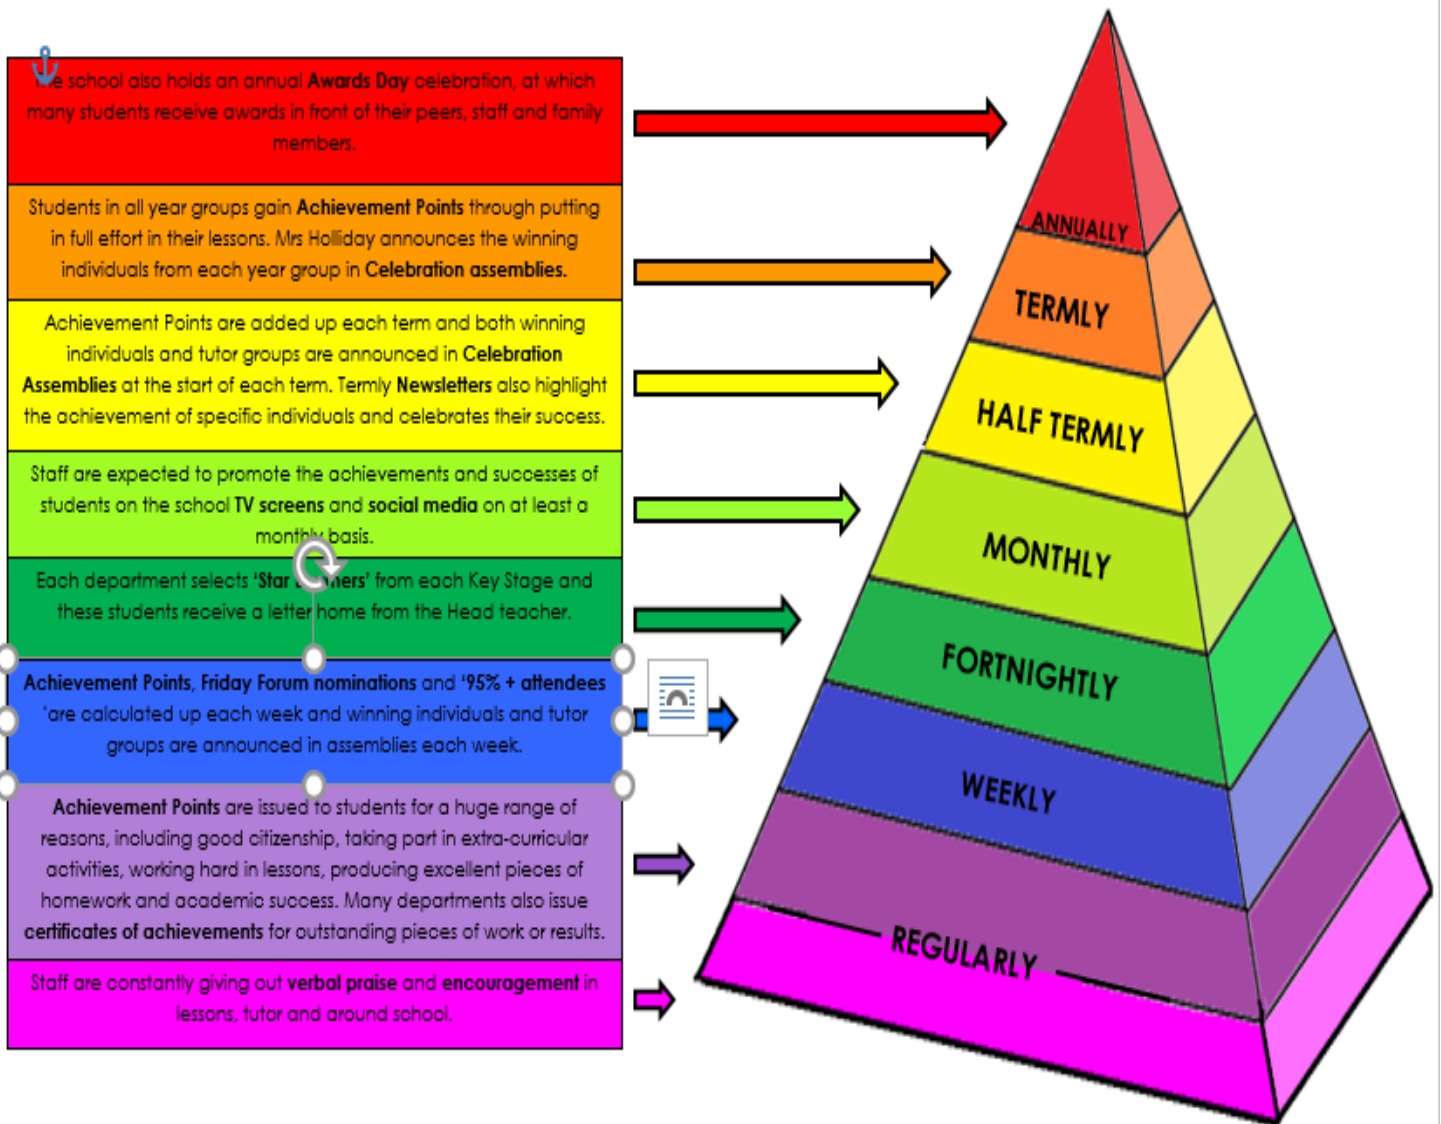 The school also holds an annual Awards Day celebration, at which
many students receive awards in front of their peers, staff and family
members.
Students in all year groups gain Achievement Points through putting
in full effort in their lessons. Mrs Holliday announces the winning
individuals from each year group in Celebration assemblies.
Achievement Points are added up each term and both winning
individuals and tutor groups are announced in Celebration
Assemblies at the start of each term. Termly Newsletters also highlight
the achievement of specific individuals and celebrates their success.
Staff are expected to promote the achievements and successes of
students on the school TV screens and social media on at least a
monthly basis.
Each department selects ‘Star from each Key Stage and
these students receive a letter home from the Head teacher.
Achievement Points, Friday Forum nominations and ‘95% + attendees
‘are calculated up each week and winning individuals and tutor
groups are announced in assemblies each week.
Achievement Points are issued to students for a huge range of
reasons, including good citizenship, taking part in extra-curricular
activities, working hard in lessons, producing excellent pieces of
homework and academic success. Many departments also issue
certificates of achievements for outstanding pieces of work or results.
Staff are constantly giving out verbal praise and encouragement in
lessons, tutor and around school.
ANNUALLY
TERMLY
HALF TERMLY
MONTHLY
FORTNIGHTLY
WEEKLY
REGULARLY